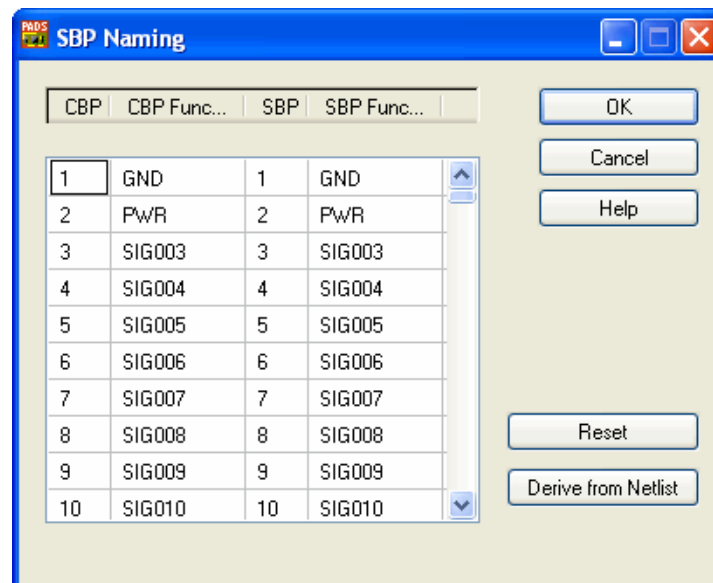 PADS
SBP Naming
CBP CBP Func... SBP SBP Func...
OK
Cancel
Help
1 GND 1 GND
2 PWR 2 PWR
3 SIG003 3 SIG003
4 SIG004 4 SIG004
5 SIG005 5 SIG005
6 SIG006 6 SIG006
7 SIG007 7 SIG007
8 SIG008 8 SIG008
9 SIG009 9 SIG009
10 SIG010 10 SIG010
Reset
Derive from Netlist